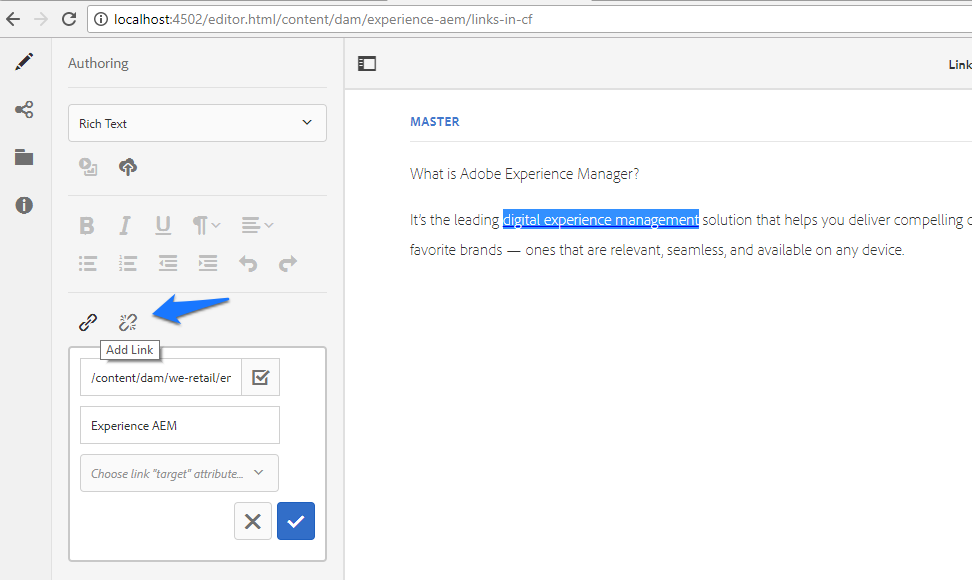 localhost:4502/editor.html/content/dam/experience-aem/links-in-cf
Authoring
Link
Rich Text
MASTER
What is Adobe Experience Manager?
It's the leading digital experience management solution that helps you deliver compelling c
favorite brands — ones that are relevant, seamless, and available on any device.
B I U
Add Link
/content/dam/we-retail/er
Experience AEM
Choose link "target" attribute...